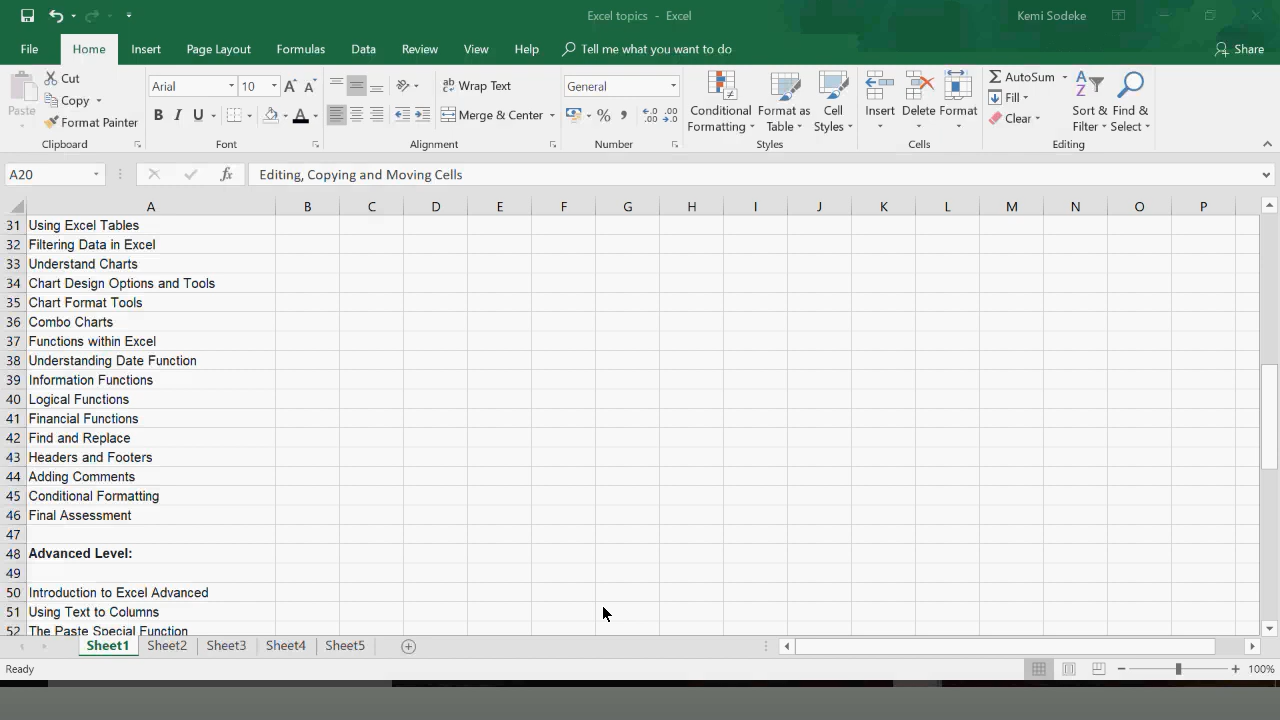 Excel topics - Excel
Kemi Sodeke
File Home Insert Page Layout Formulas Data Review View Help Tell me what you want to do Share
Paste
Cut
Copy
Format Painter
Clipboard
Arial 10
B I U
Font
Wrap Text
Merge & Center
Alignment
General
Number
Conditional Formatting
Format as Table
Cell Styles
Styles
Insert
Delete
Format
Cells
AutoSum
Fill
Clear
Sort & Filter
Find & Select
Editing
A20 fx Editing, Copying and Moving Cells
A B C D E F G H I J K L M N O P
31 Using Excel Tables
32 Filtering Data in Excel
33 Understand Charts
34 Chart Design Options and Tools
35 Chart Format Tools
36 Combo Charts
37 Functions within Excel
38 Understanding Date Function
39 Information Functions
40 Logical Functions
41 Financial Functions
42 Find and Replace
43 Headers and Footers
44 Adding Comments
45 Conditional Formatting
46 Final Assessment
47
48 Advanced Level:
49
50 Introduction to Excel Advanced
51 Using Text to Columns
52 The Paste Special Function
Sheet1 Sheet2 Sheet3 Sheet4 Sheet5
Ready
100%